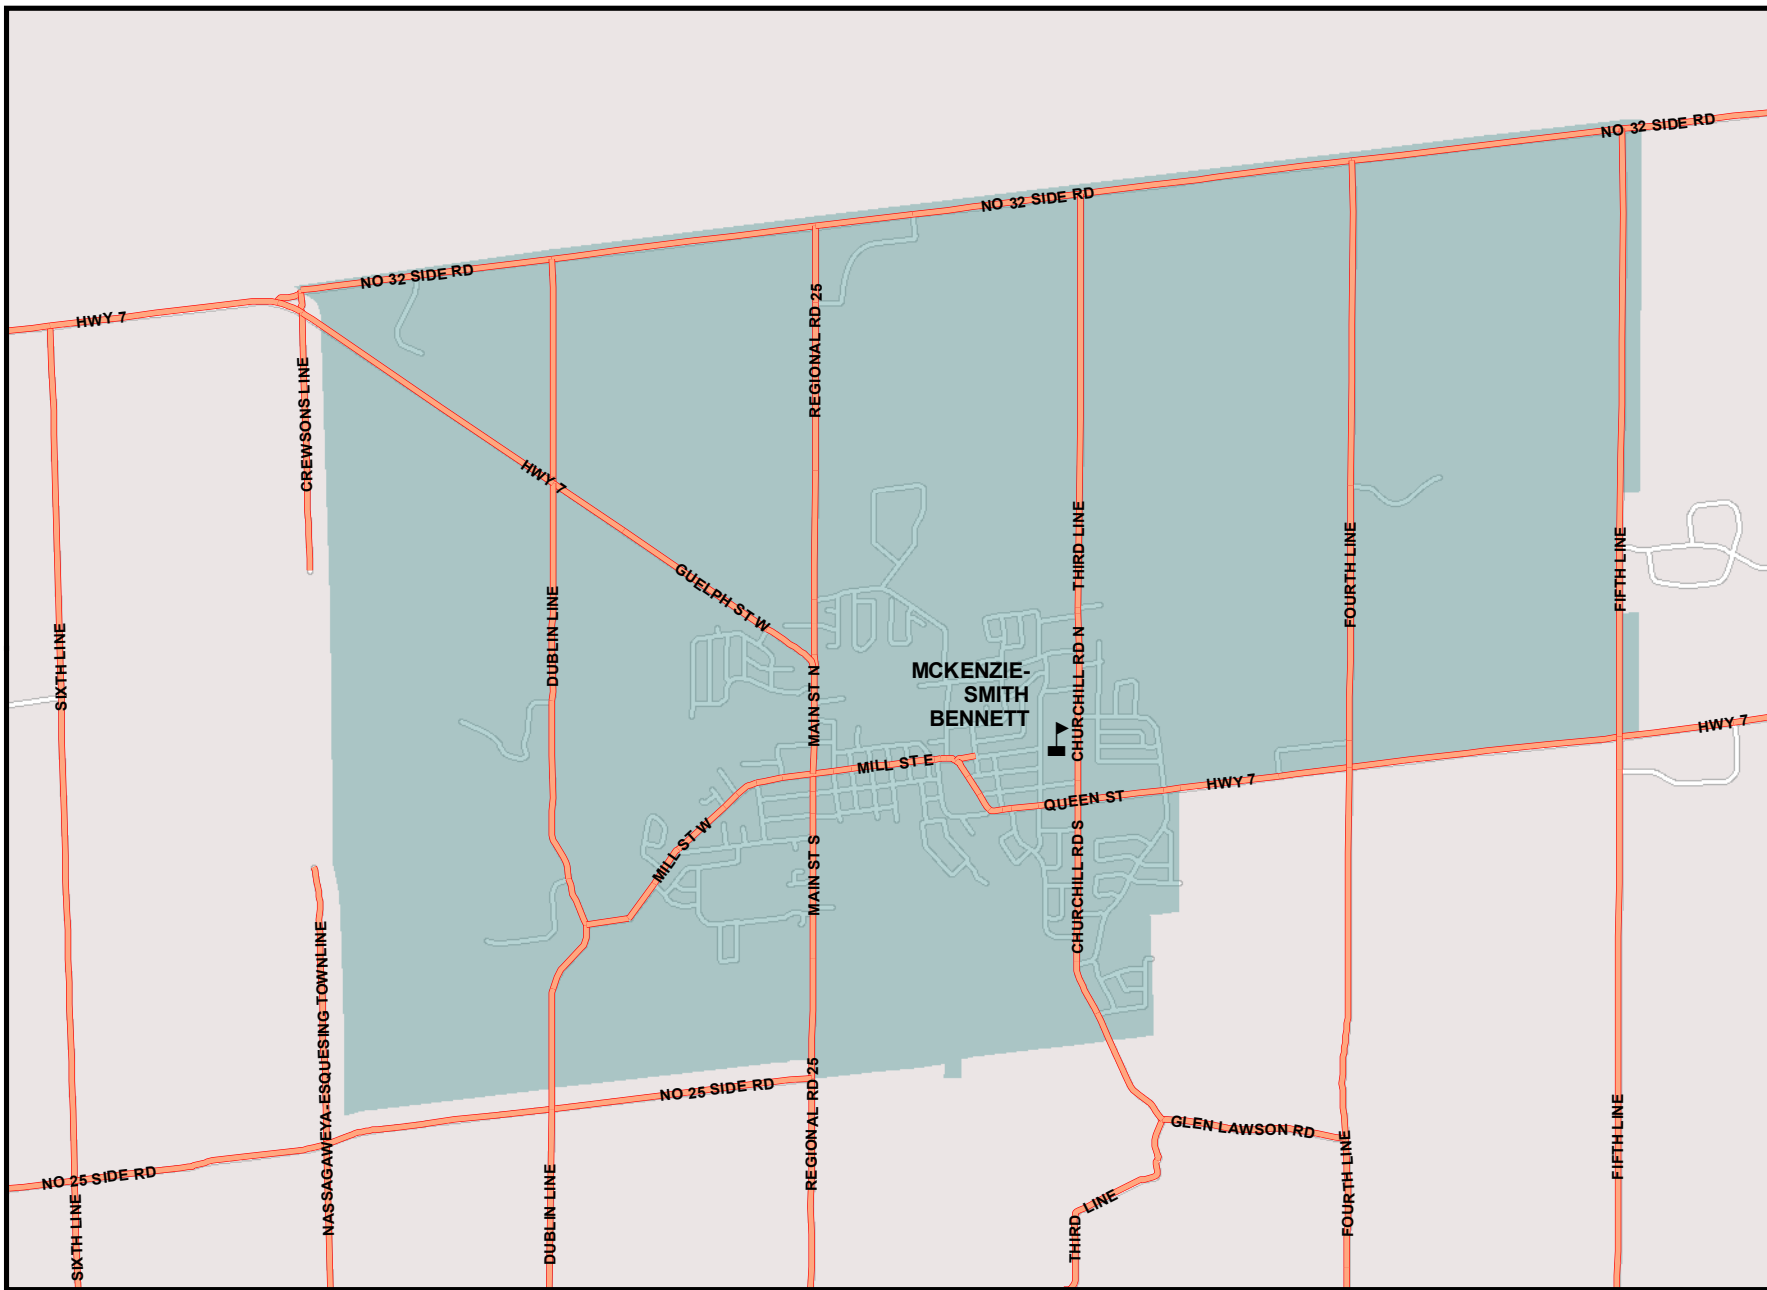 NO 32 SIDE RD
NO 32 SIDE RD
NO 32 SIDE RD
HWY 7
CREWSONS LINE
REGIONAL RD 25
HWY 7
GUELPH ST W
THIRD LINE
FOURTH LINE
FIFTH LINE
SIXTH LINE
DUBLIN LINE
MAIN ST N
CHURCHILL RD N
MCKENZIE-
SMITH
BENNETT
HWY 7
MILL ST E
HWY 7
QUEEN ST
MILL ST W
MAIN ST S
CHURCHILL RD S
NASSAGAWEYA-ESQUESING TOWNLINE
NO 25 SIDE RD
REGIONAL RD 25
GLEN LAWSON RD
FIFTH LINE
NO 25 SIDE RD
SIXTH LINE
DUBLIN LINE
THIRD
LINE
FOURTH LINE